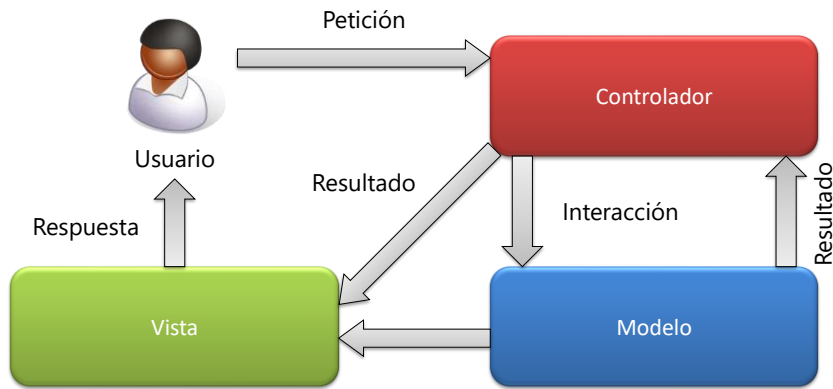 Petición
Controlador
Usuario
Resultado
Interacción
Resultado
Respuesta
Vista
Modelo